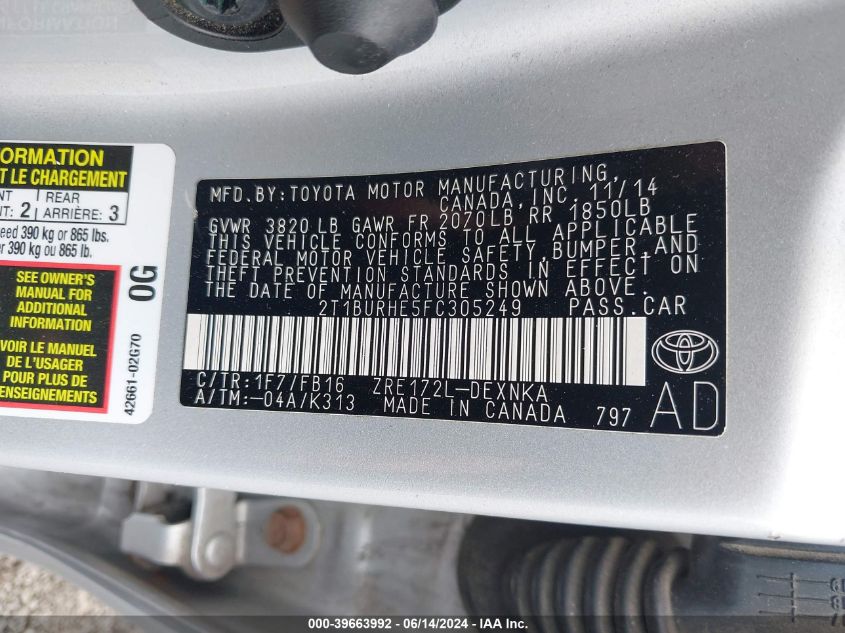 ORMATION
T LE CHARGEMENT
NT REAR
NT: 2 ARRIÈRE: 3
eed 390 kg or 865 lbs.
er 390 kg ou 865 lb.
SEE OWNER'S
MANUAL FOR
ADDITIONAL
INFORMATION
VOIR LE MANUEL
DE L'USAGER
POUR PLUS DE
RENSEIGNEMENTS
0G
42661-02G70
MFD.BY:TOYOTA MOTOR MANUFACTURING,
CANADA, INC. 11/14
GVWR 3820 LB GAWR FR 2070LB RR 1850LB
THIS VEHICLE CONFORMS TO ALL APPLICABLE
FEDERAL MOTOR VEHICLE SAFETY,BUMPER,AND
THEFT PREVENTION STANDARDS IN EFFECT ON
THE DATE OF MANUFACTURE SHOWN ABOVE.
2T1BURHE5FC305249 PASS.CAR
C/TR:1F7/FB16 ZRE172L-DEXNKA
A/TM:-04A/K313 MADE IN CANADA 797
AD
000-39663992 - 06/14/2024 - IAA Inc.